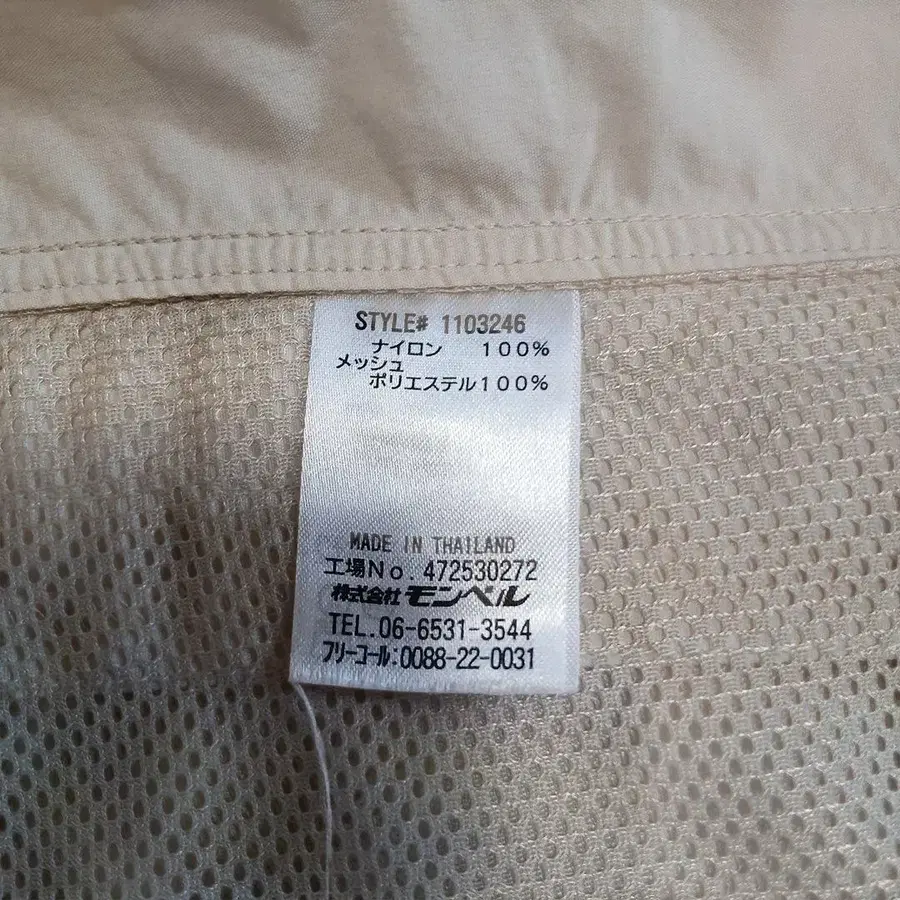 STYLE# 1103246
ナイロン 100%
メッシュ
ポリエステル100%
MADE IN THAILAND
工場No.472530272
株式会社 モンベル
TEL.06-6531-3544
フリーコール:0088-22-0031